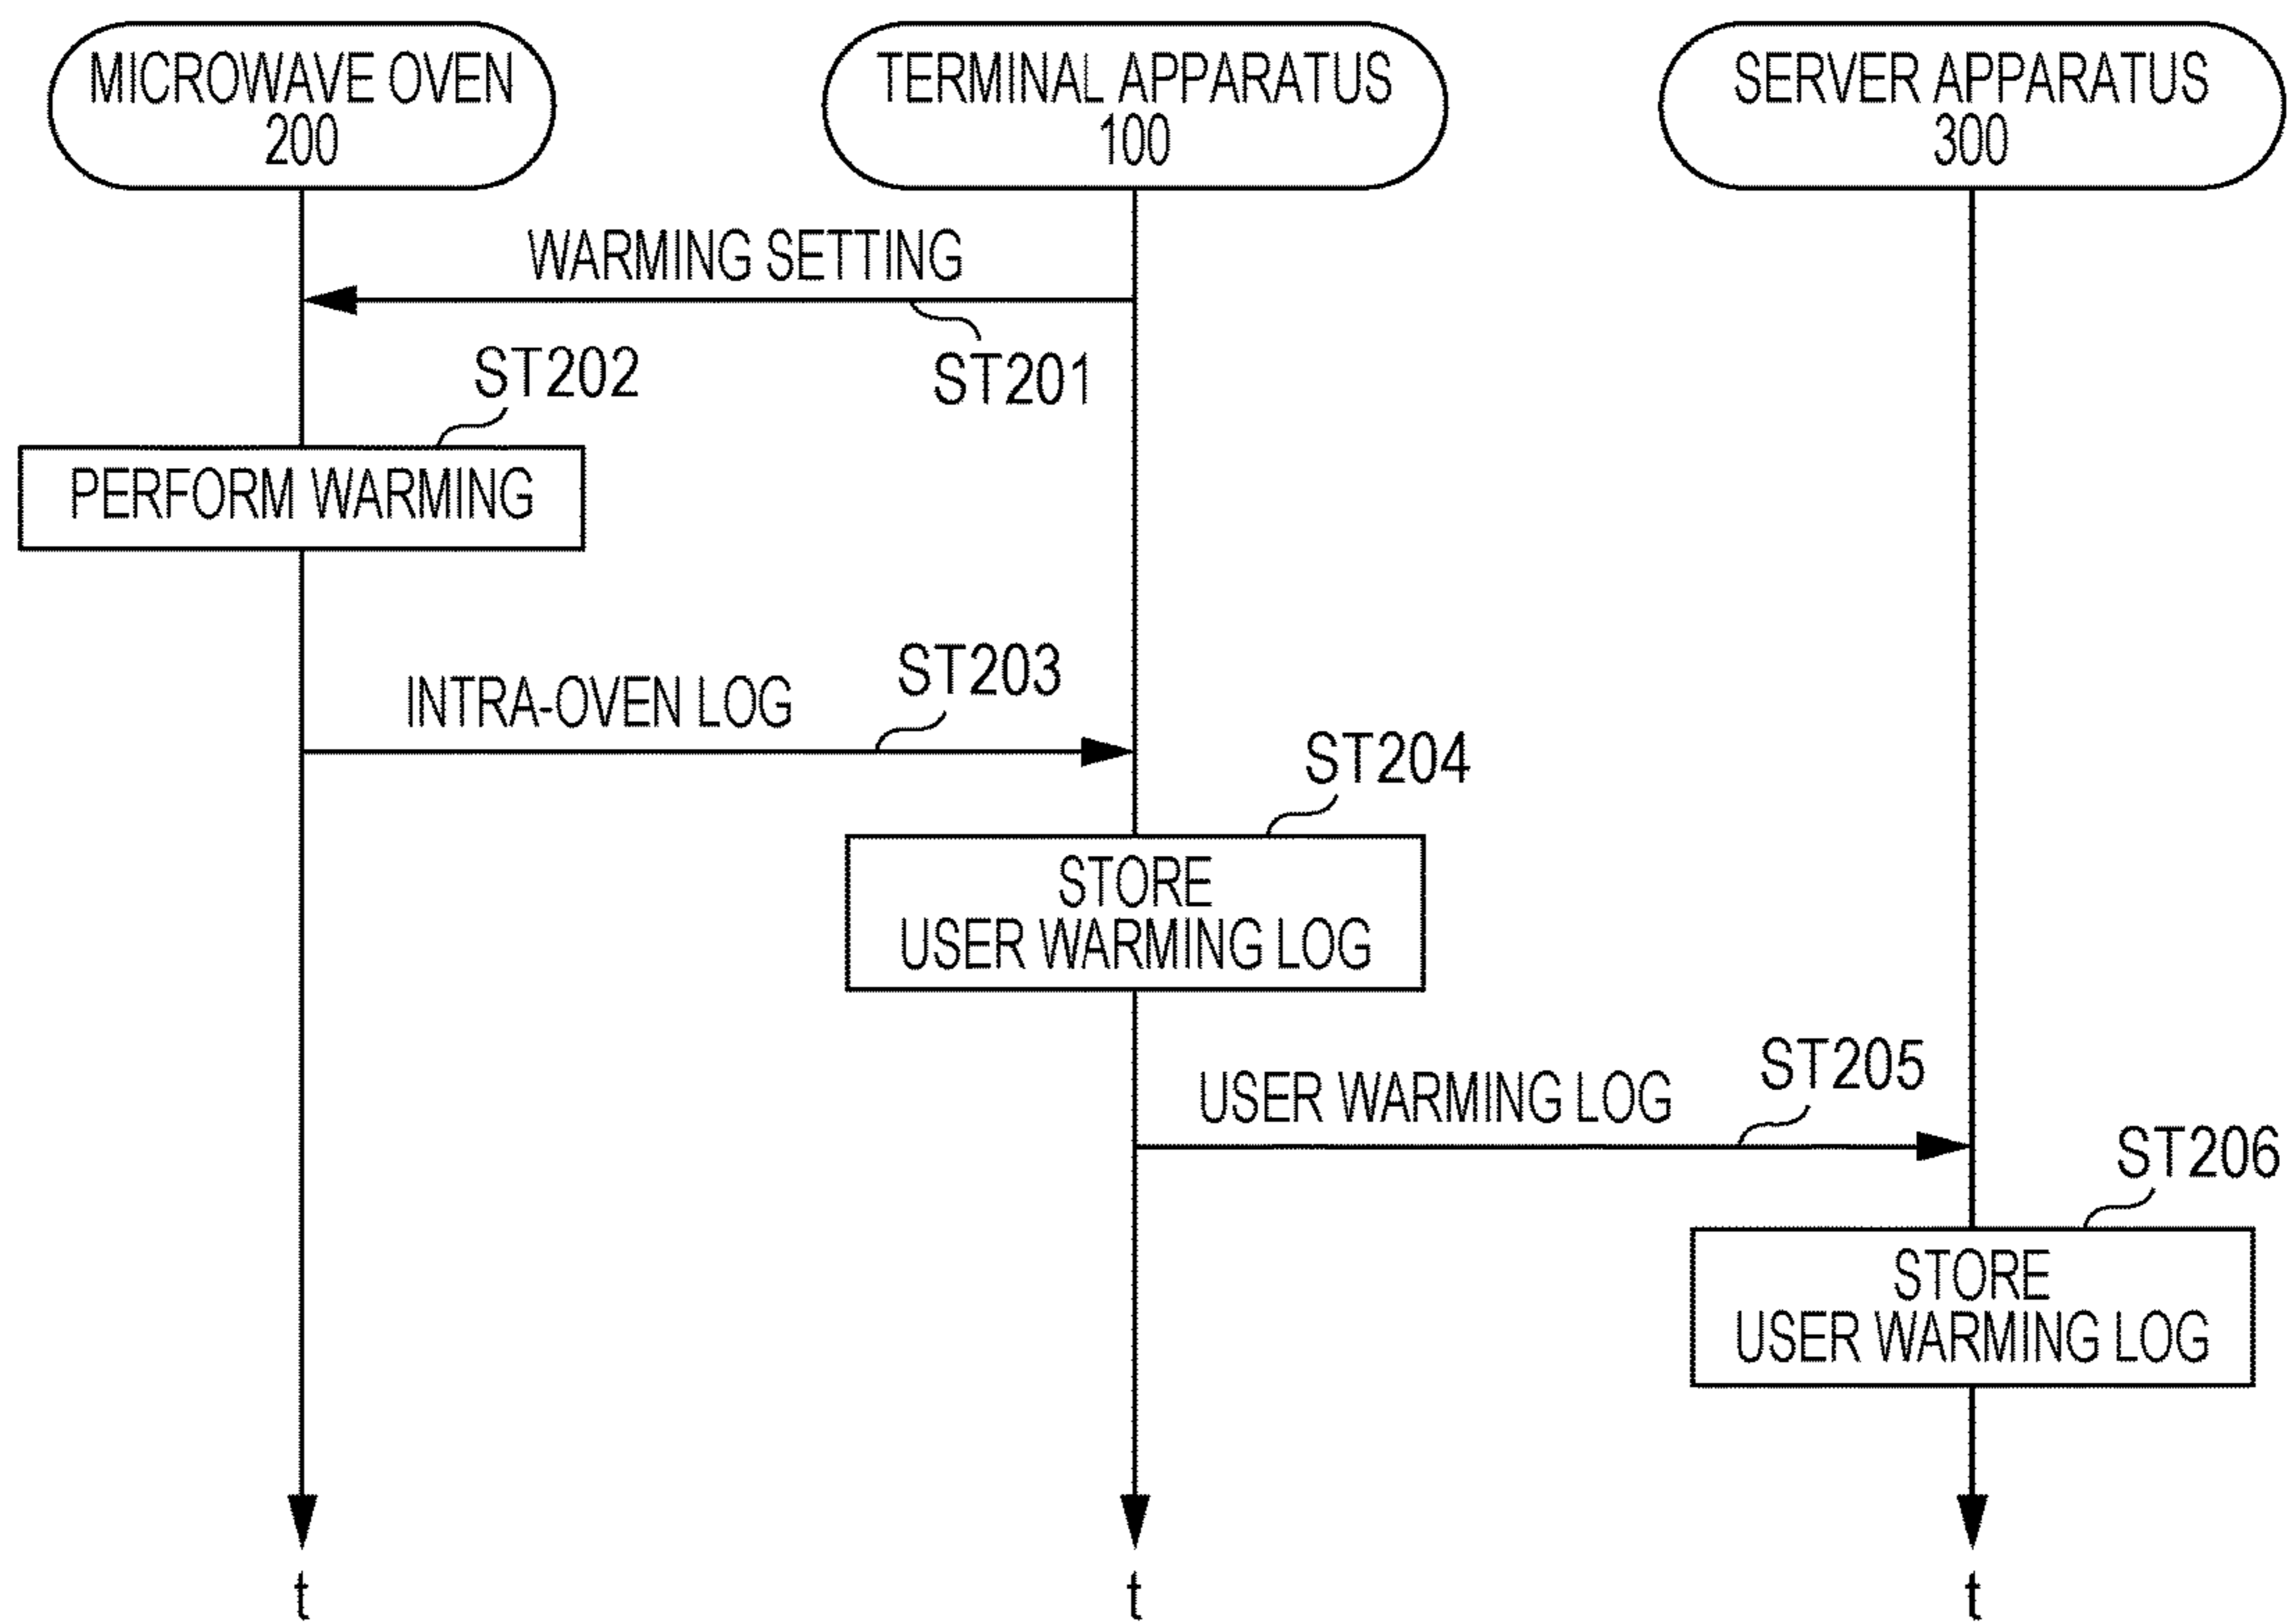 MICROWAVE OVEN
200
TERMINAL APPARATUS
100
SERVER APPARATUS
300
WARMING SETTING
ST201
ST202
PERFORM WARMING
ST203
INTRA-OVEN LOG
ST204
STORE
USER WARMING LOG
ST205
USER WARMING LOG
ST206
STORE
USER WARMING LOG
t
t
t